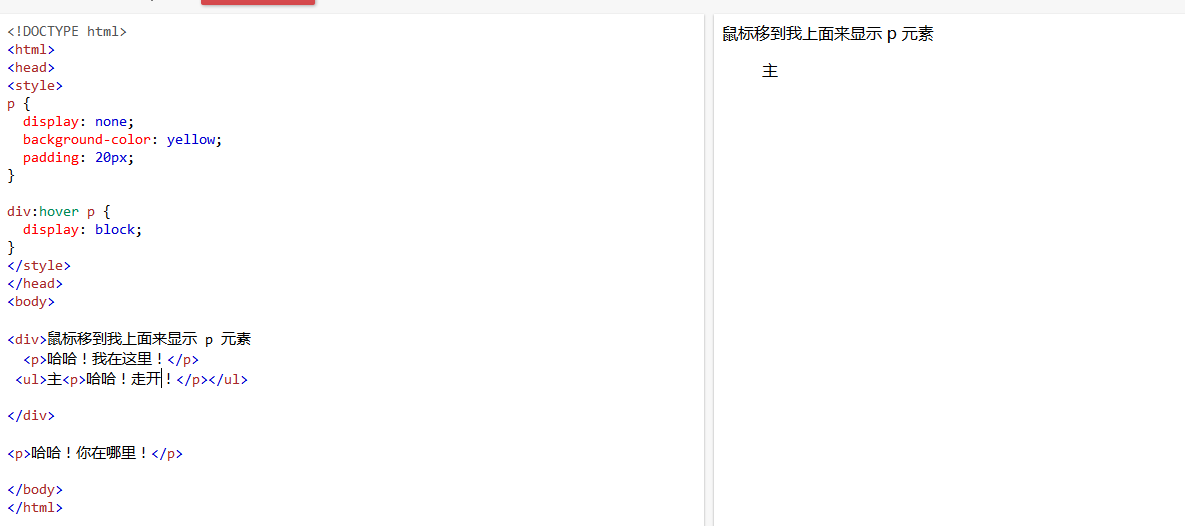 <!DOCTYPE html>
<html>
<head>
<style>
p {
  display: none;
  background-color: yellow;
  padding: 20px;
}
div:hover p {
  display: block;
}
</style>
</head>
<body>
<div>鼠标移到我上面来显示 p 元素
  <p>哈哈！我在这里！</p>
 <ul>主<p>哈哈！走开！</p></ul>
</div>
<p>哈哈！你在哪里！</p>
</body>
</html>
鼠标移到我上面来显示 p 元素
主